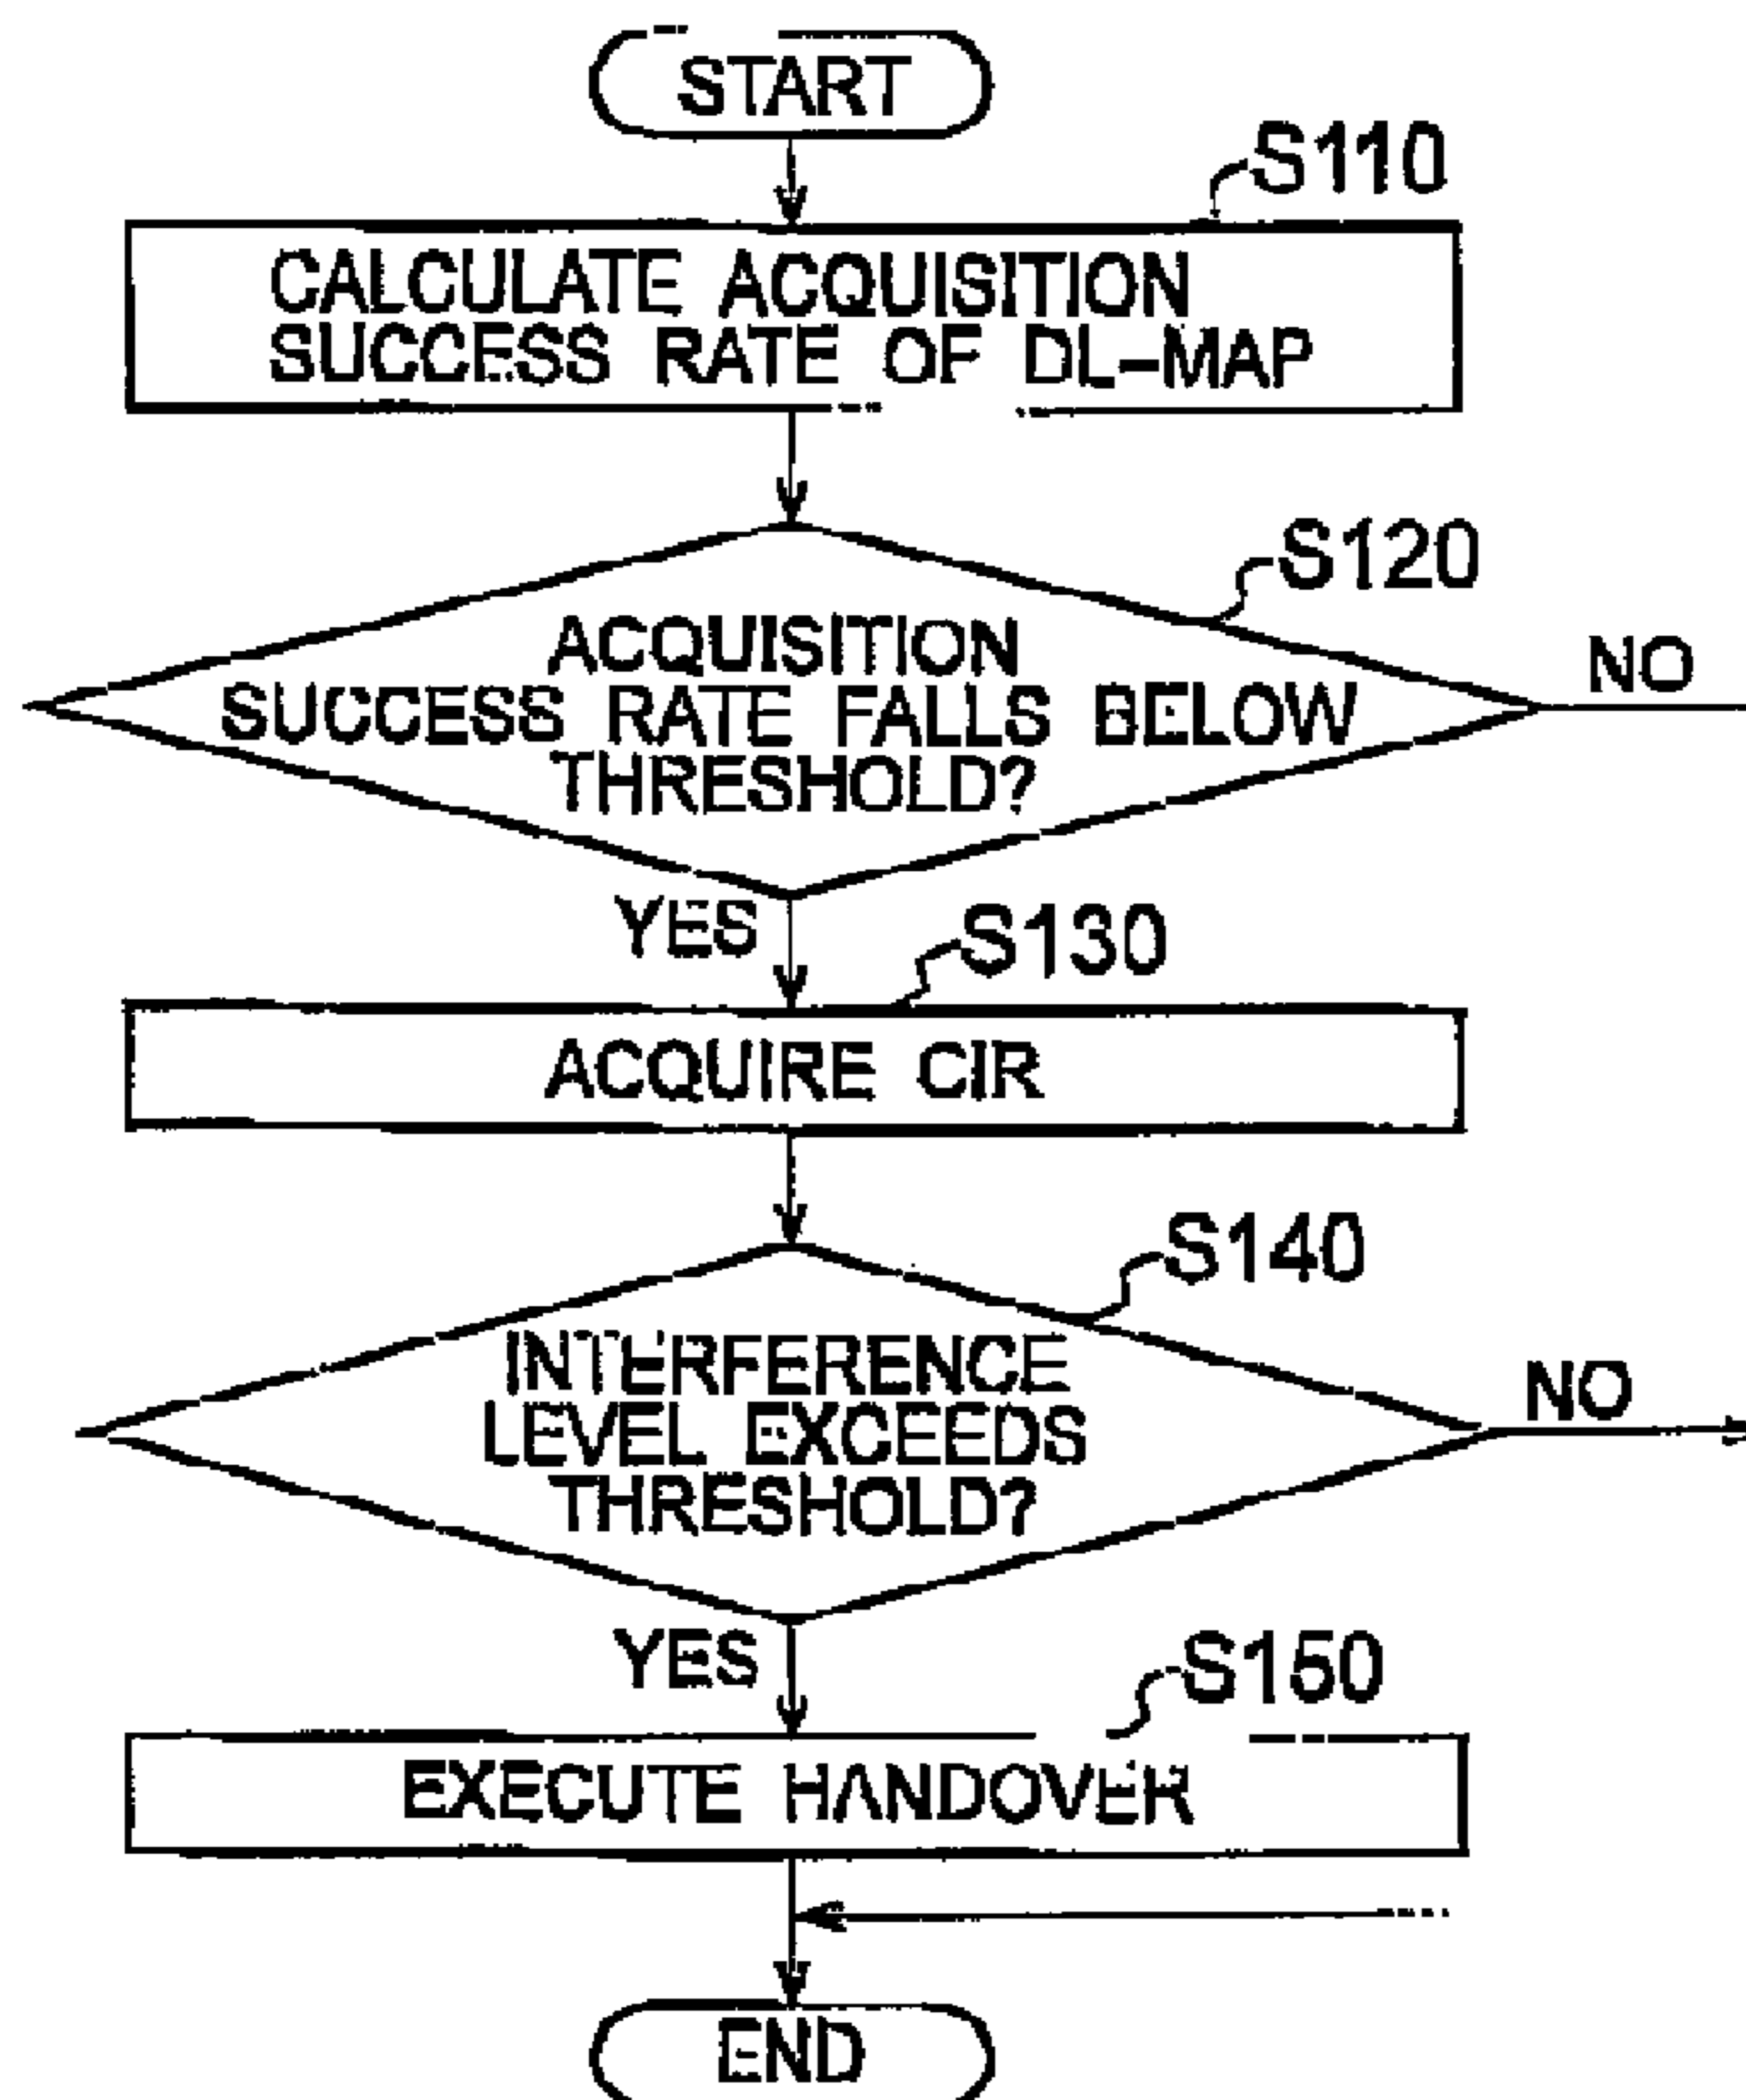 START
S110
CALCULATE ACQUISITION
SUCCESS RATE OF DL-MAP
S120
ACQUISITION
SUCCESS RATE FALLS BELOW
THRESHOLD?
NO
YES
S130
ACQUIRE CIR
S140
INTERFERENCE
LEVEL EXCEEDS
THRESHOLD?
NO
YES
S150
EXECUTE HANDOVER
END